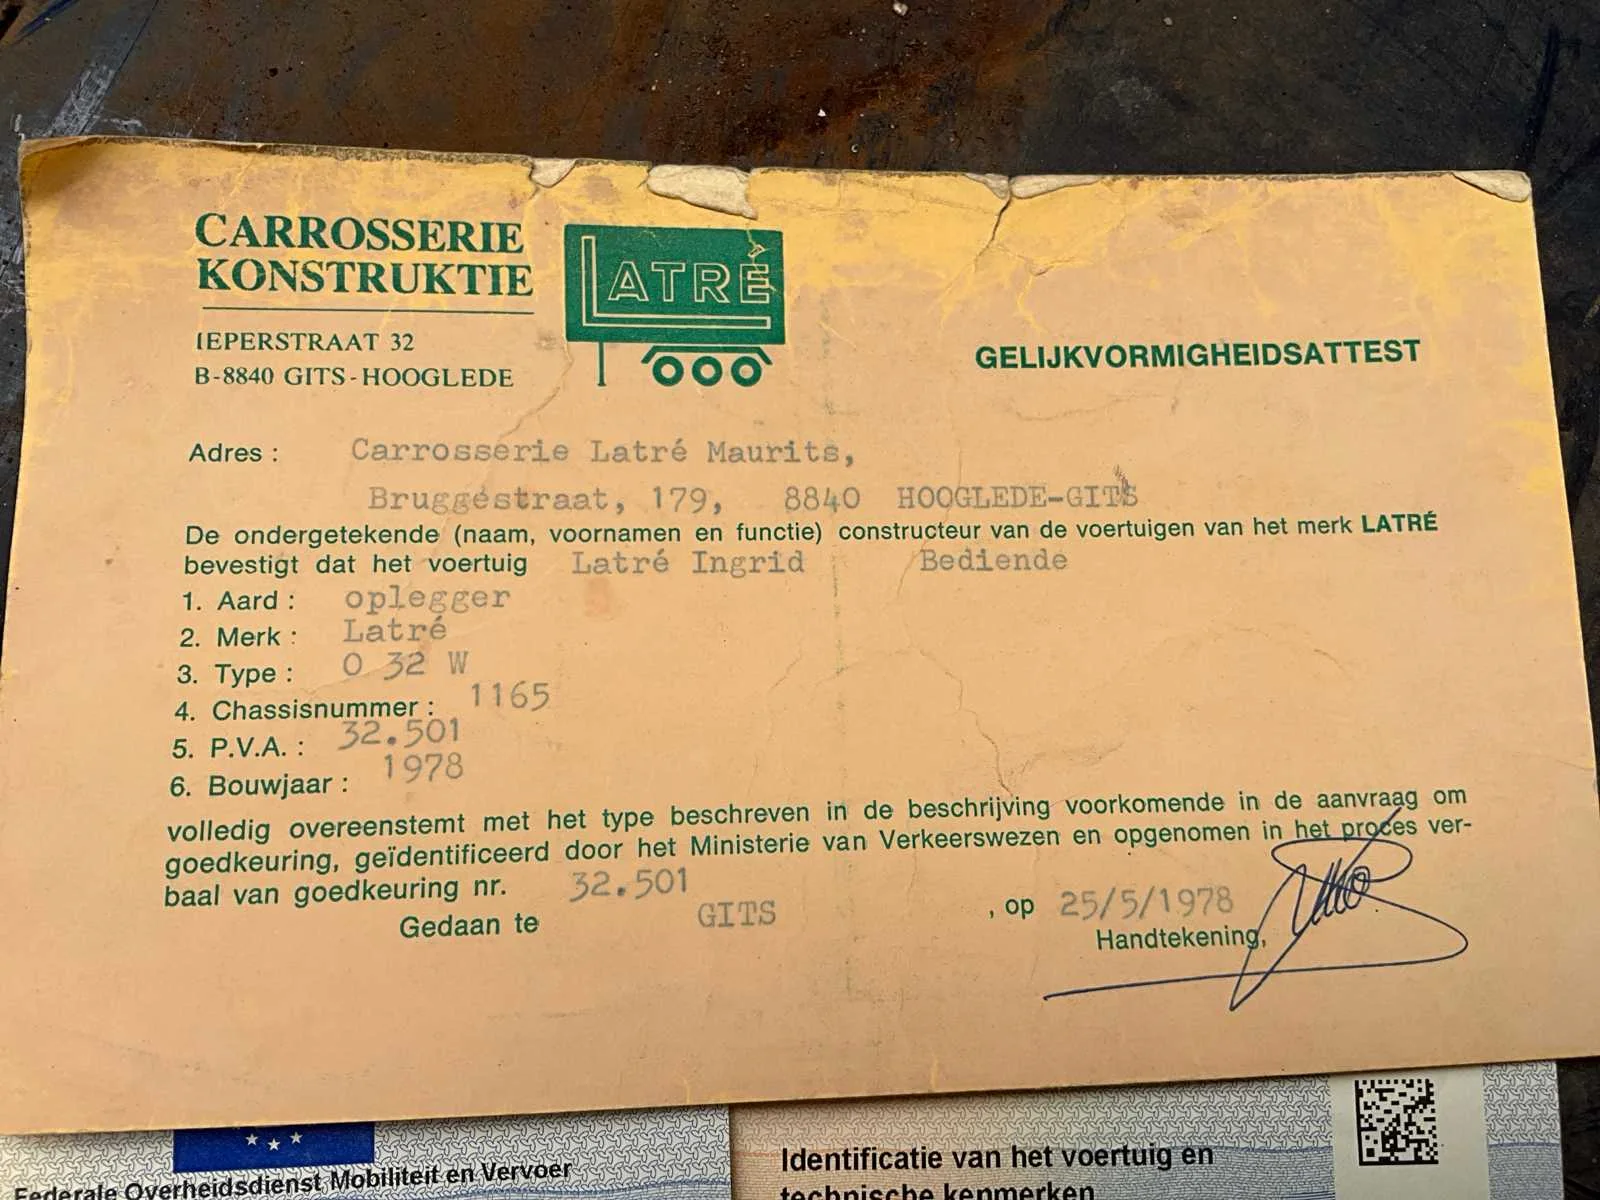 CARROSSERIE
KONSTRUKTIE
IEPERSTRAAT 32
B-8840 GITS-HOOGLEDE
LATRÉ
GELIJKVORMIGHEIDSATTEST
Adres : Carrosserie Latré Maurits,
Bruggestraat, 179, 8840 HOOGLEDE-GITS
De ondergetekende (naam, voornamen en functie) constructeur van de voertuigen van het merk LATRÉ
bevestigt dat het voertuig Latré Ingrid Bediende
1. Aard : oplegger
2. Merk : Latré
3. Type : O 32 W
4. Chassisnummer : 1165
5. P.V.A. : 32.501
6. Bouwjaar : 1978
volledig overeenstemt met het type beschreven in de beschrijving voorkomende in de aanvraag om
goedkeuring, geïdentificeerd door het Ministerie van Verkeerswezen en opgenomen in het proces ver-
baal van goedkeuring nr. 32.501
Gedaan te GITS , op 25/5/1978
Handtekening,
Federale Overheidsdienst Mobiliteit en Vervoer
Identificatie van het voertuig en
technische kenmerken